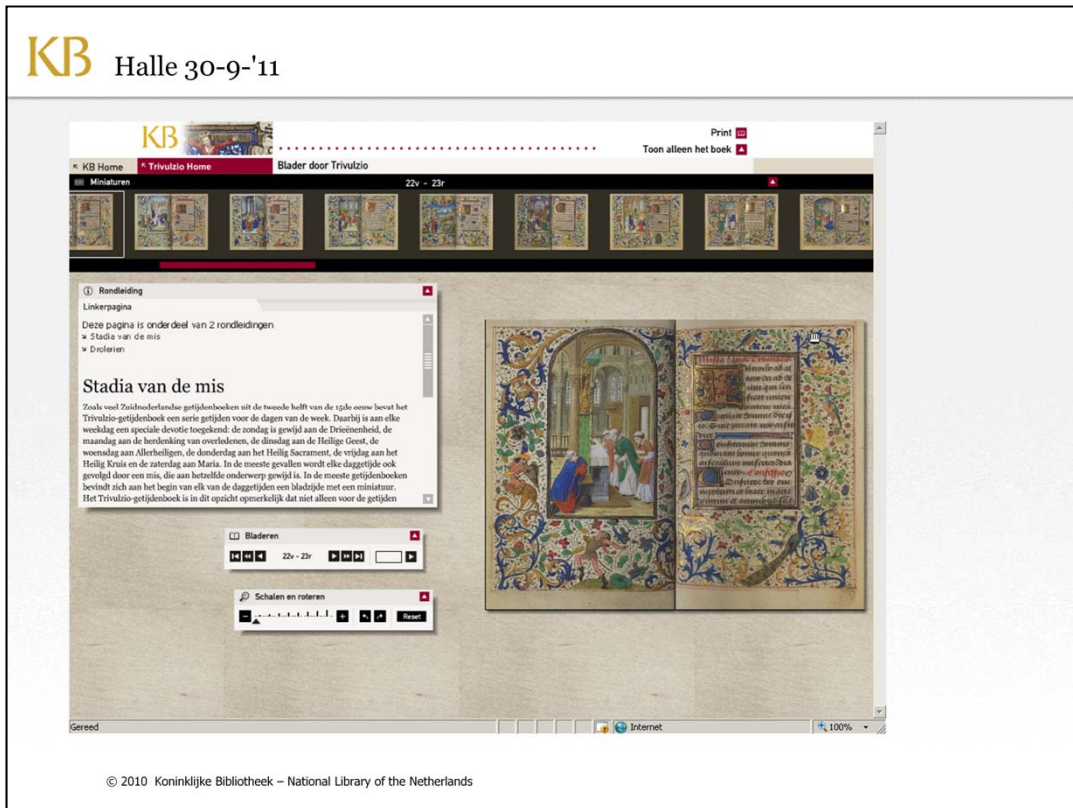 KB Halle 30-9-'11
KB
Print
Toon alleen het boek
KB Home
Trivulzio Home
Blader door Trivulzio
Miniaturen
22v - 23r
Rondleiding
Linkerpagina
Deze pagina is onderdeel van 2 rondleidingen
Stadia van de mis
Drolerien
Stadia van de mis
Zoals veel Zuidnederlandse getijdenboeken uit de tweede helft van de 15de eeuw bevat het
Trivulzio-getijdenboek een serie getijden voor de dagen van de week. Daarbij is aan elke
weekdag een speciale devotie toegekend: de zondag is gewijd aan de Drieëenheid, de
maandag aan de herdenking van overledenen, de dinsdag aan de Heilige Geest, de
woensdag aan Allerheiligen, de donderdag aan het Heilig Sacrament, de vrijdag aan het
Heilig Kruis en de zaterdag aan Maria. In de meeste gevallen wordt elke daggetijde ook
gevolgd door een mis, die aan hetzelfde onderwerp gewijd is. In de meeste getijdenboeken
bevindt zich aan het begin van elk van de daggetijden een bladzijde met een miniatuur.
Het Trivulzio-getijdenboek is in dit opzicht opmerkelijk dat niet alleen voor de getijden
Bladeren
22v - 23r
Schalen en roteren
Reset
Gereed
Internet
100%
© 2010 Koninklijke Bibliotheek – National Library of the Netherlands